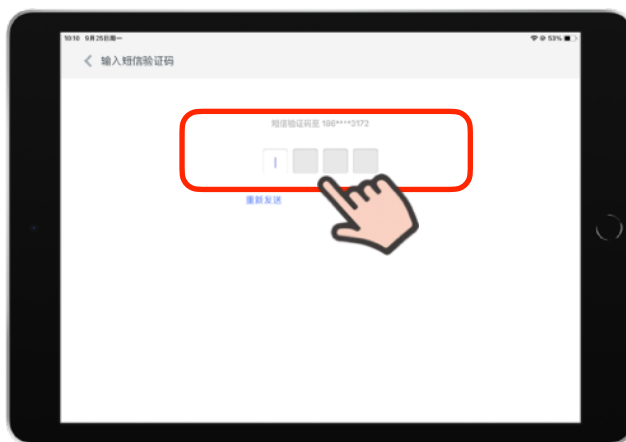 10:10 9月25日周一
53%
输入短信验证码
短信验证码至 186****2172
重新发送